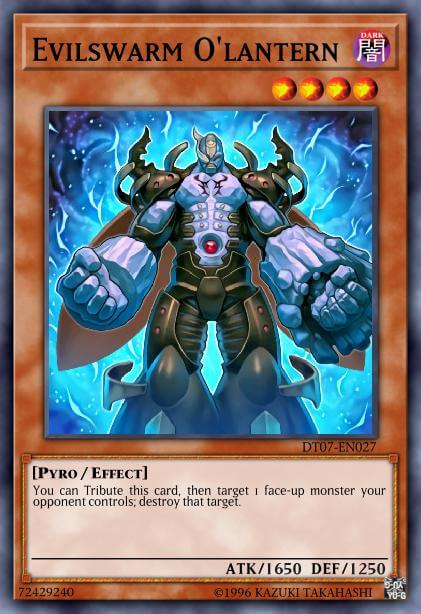 EVILSWARM O'LANTERN
DARK
闇
DT07-EN027
[PYRO / EFFECT]
You can Tribute this card, then target 1 face-up monster your
opponent controls; destroy that target.
ATK/1650 DEF/1250
72429240
©1996 KAZUKI TAKAHASHI